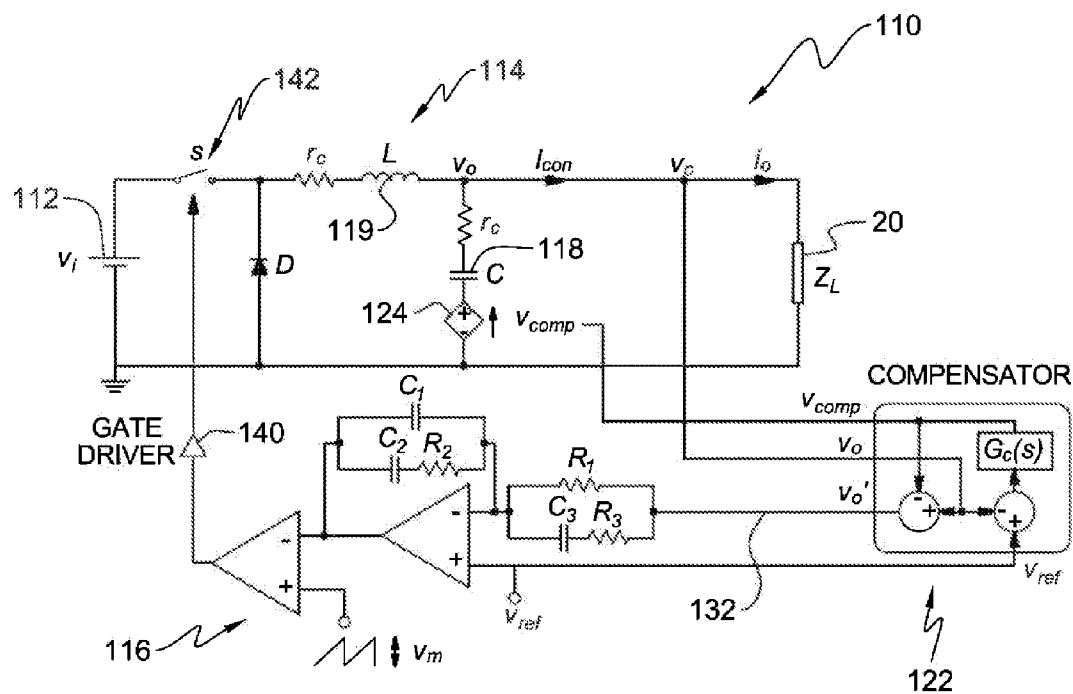 110
142
114
s
r_c
L
v_o
I_con
v_o
i_o
112
v_i
D
119
r_c
118
C
124
v_comp
20
Z_L
COMPENSATOR
v_comp
G_c(s)
v_o
v_o'
v_ref
GATE
DRIVER
140
C_1
C_2
R_2
R_1
C_3
R_3
-
+
-
+
-
+
-
+
+
-
v_ref
132
116
v_m
122